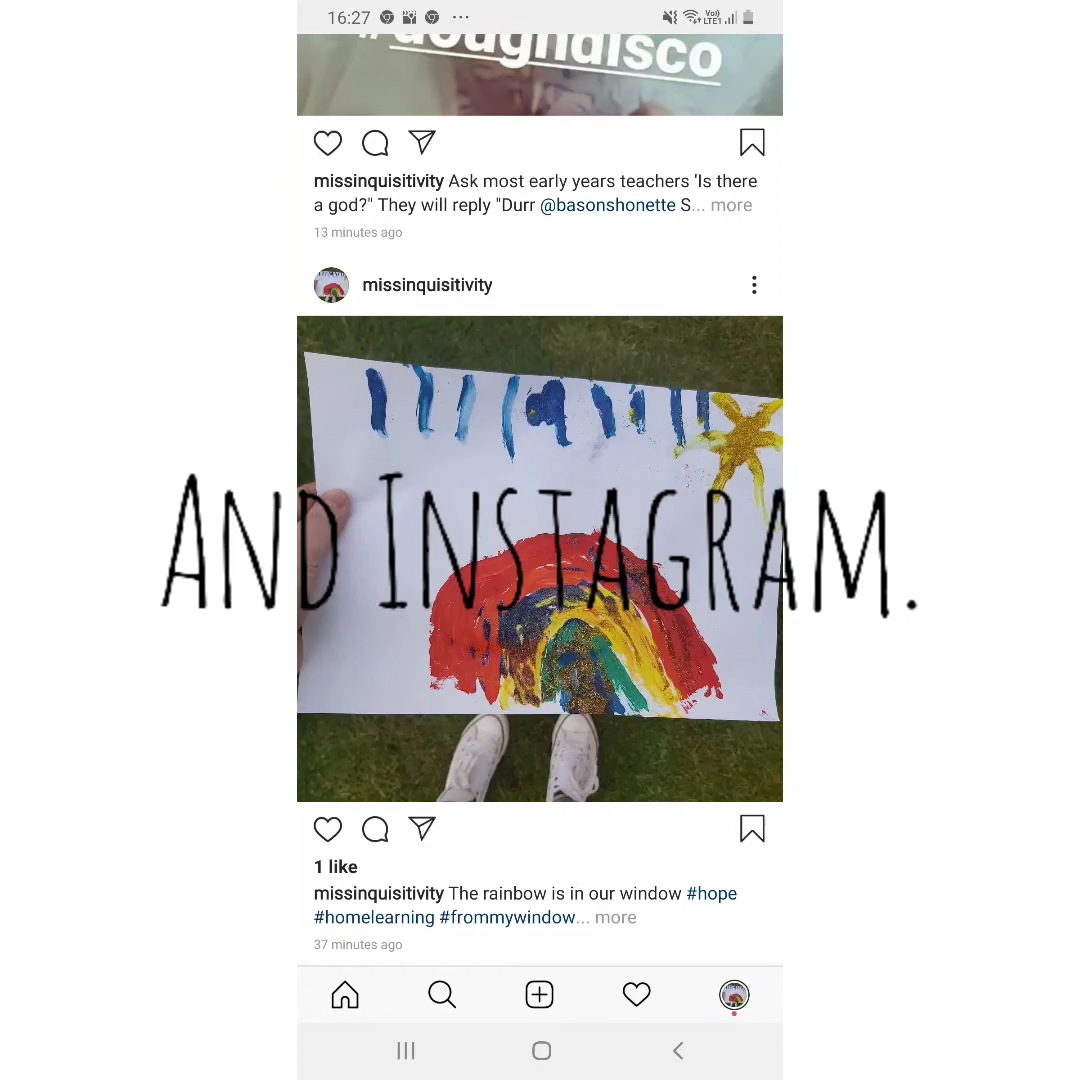 16:27
Vo)
LTE1
#doughdisco
missinquisitivity Ask most early years teachers 'Is there
a god?" They will reply "Durr @basonshonette S... more
13 minutes ago
missinquisitivity
AND INSTAGRAM.
1 like
missinquisitivity The rainbow is in our window #hope
#homelearning #frommywindow... more
37 minutes ago